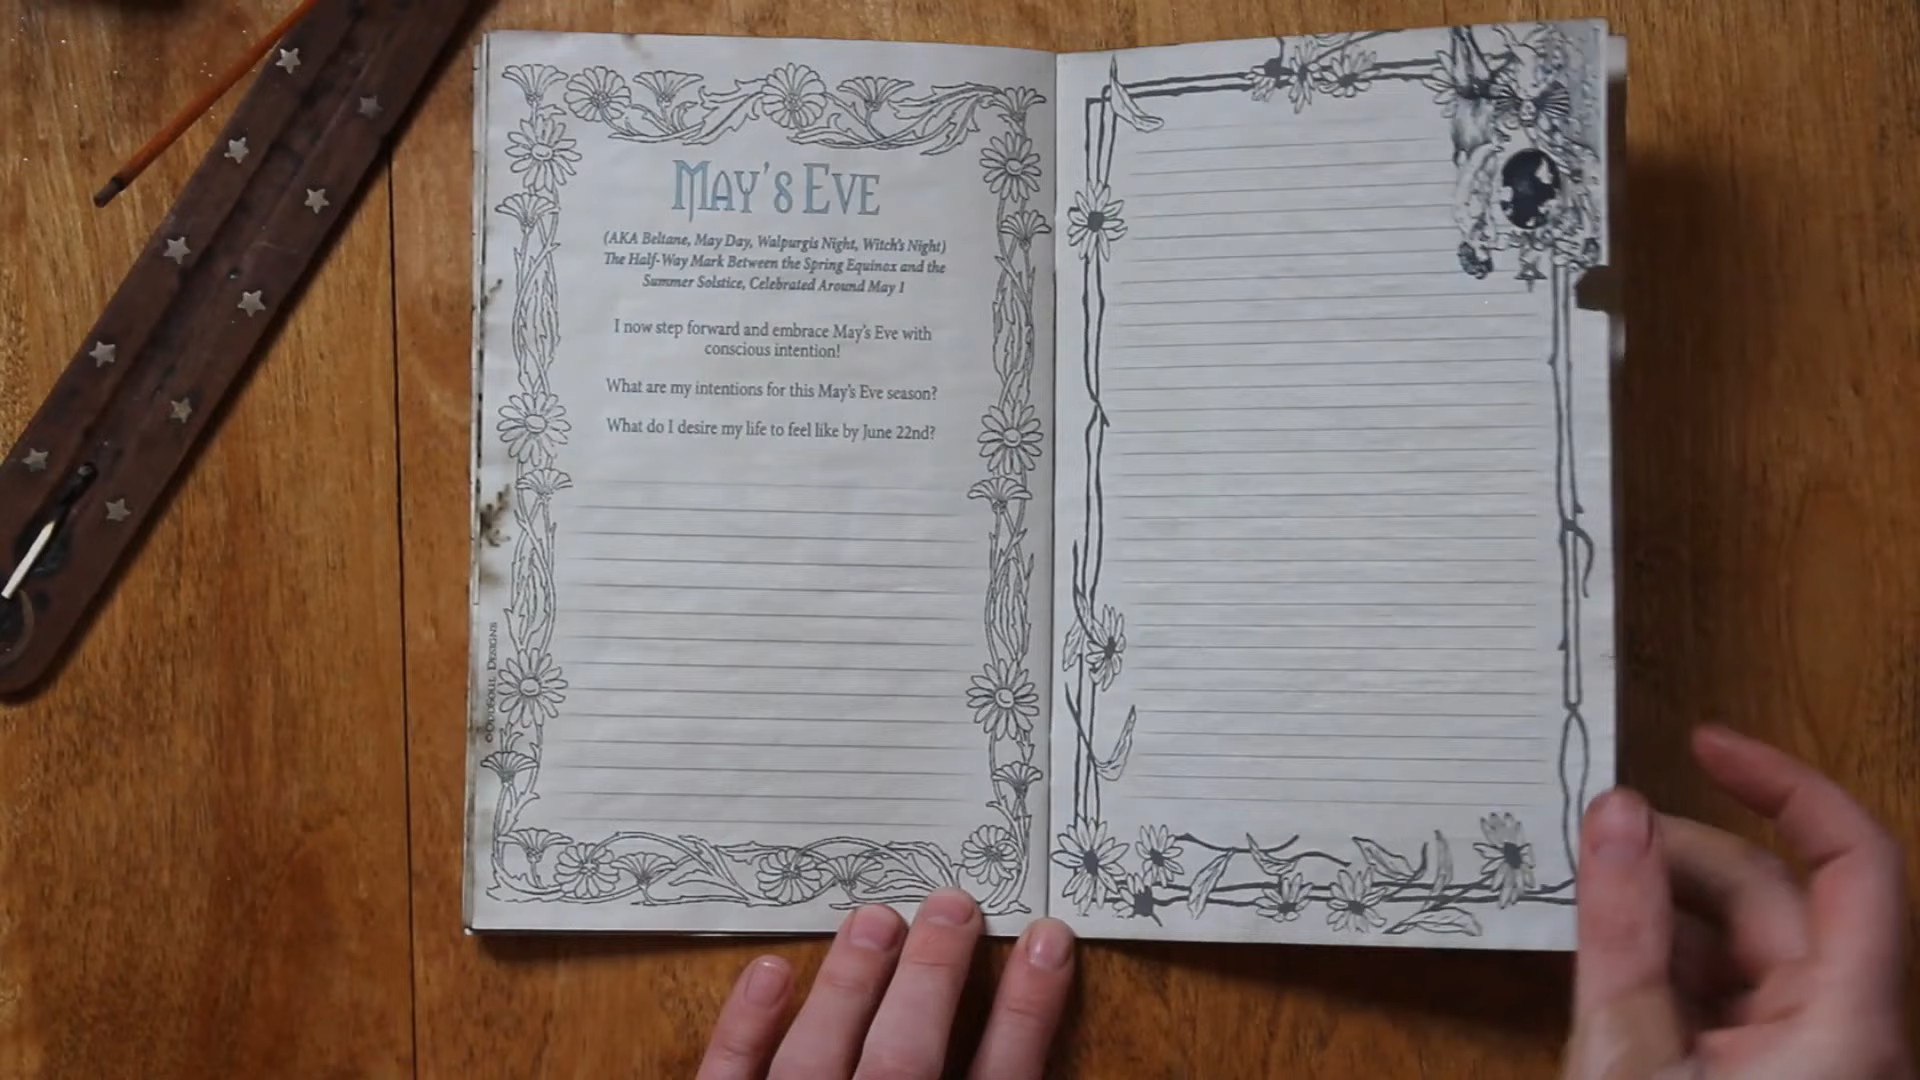 May's Eve
(AKA Beltane, May Day, Walpurgis Night, Witch's Night)
The Half-Way Mark Between the Spring Equinox and the
Summer Solstice, Celebrated Around May 1
I now step forward and embrace May's Eve with
conscious intention!
What are my intentions for this May's Eve season?
What do I desire my life to feel like by June 22nd?
©OddSoul Designs